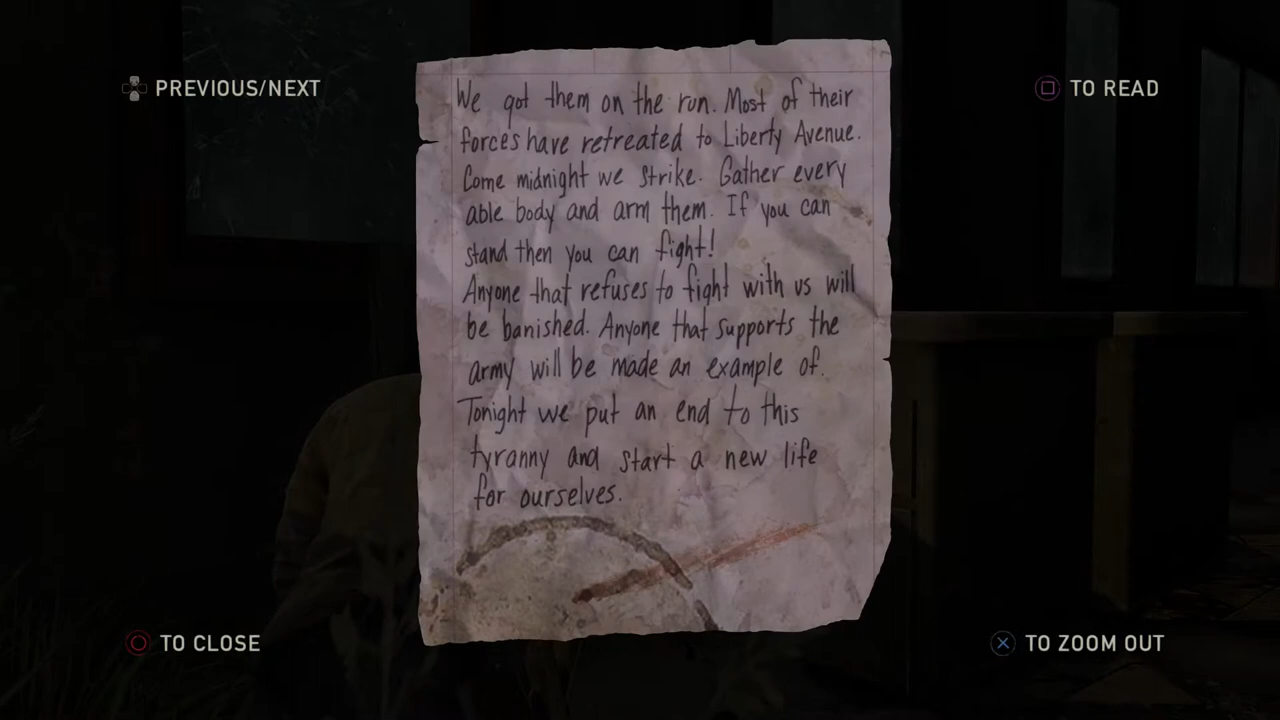 PREVIOUS/NEXT
TO READ
We got them on the run. Most of their
forces have retreated to Liberty Avenue.
Come midnight we strike. Gather every
able body and arm them. If you can
stand then you can fight!
Anyone that refuses to fight with us will
be banished. Anyone that supports the
army will be made an example of.
Tonight we put an end to this
tyranny and start a new life
for ourselves.
TO CLOSE
TO ZOOM OUT